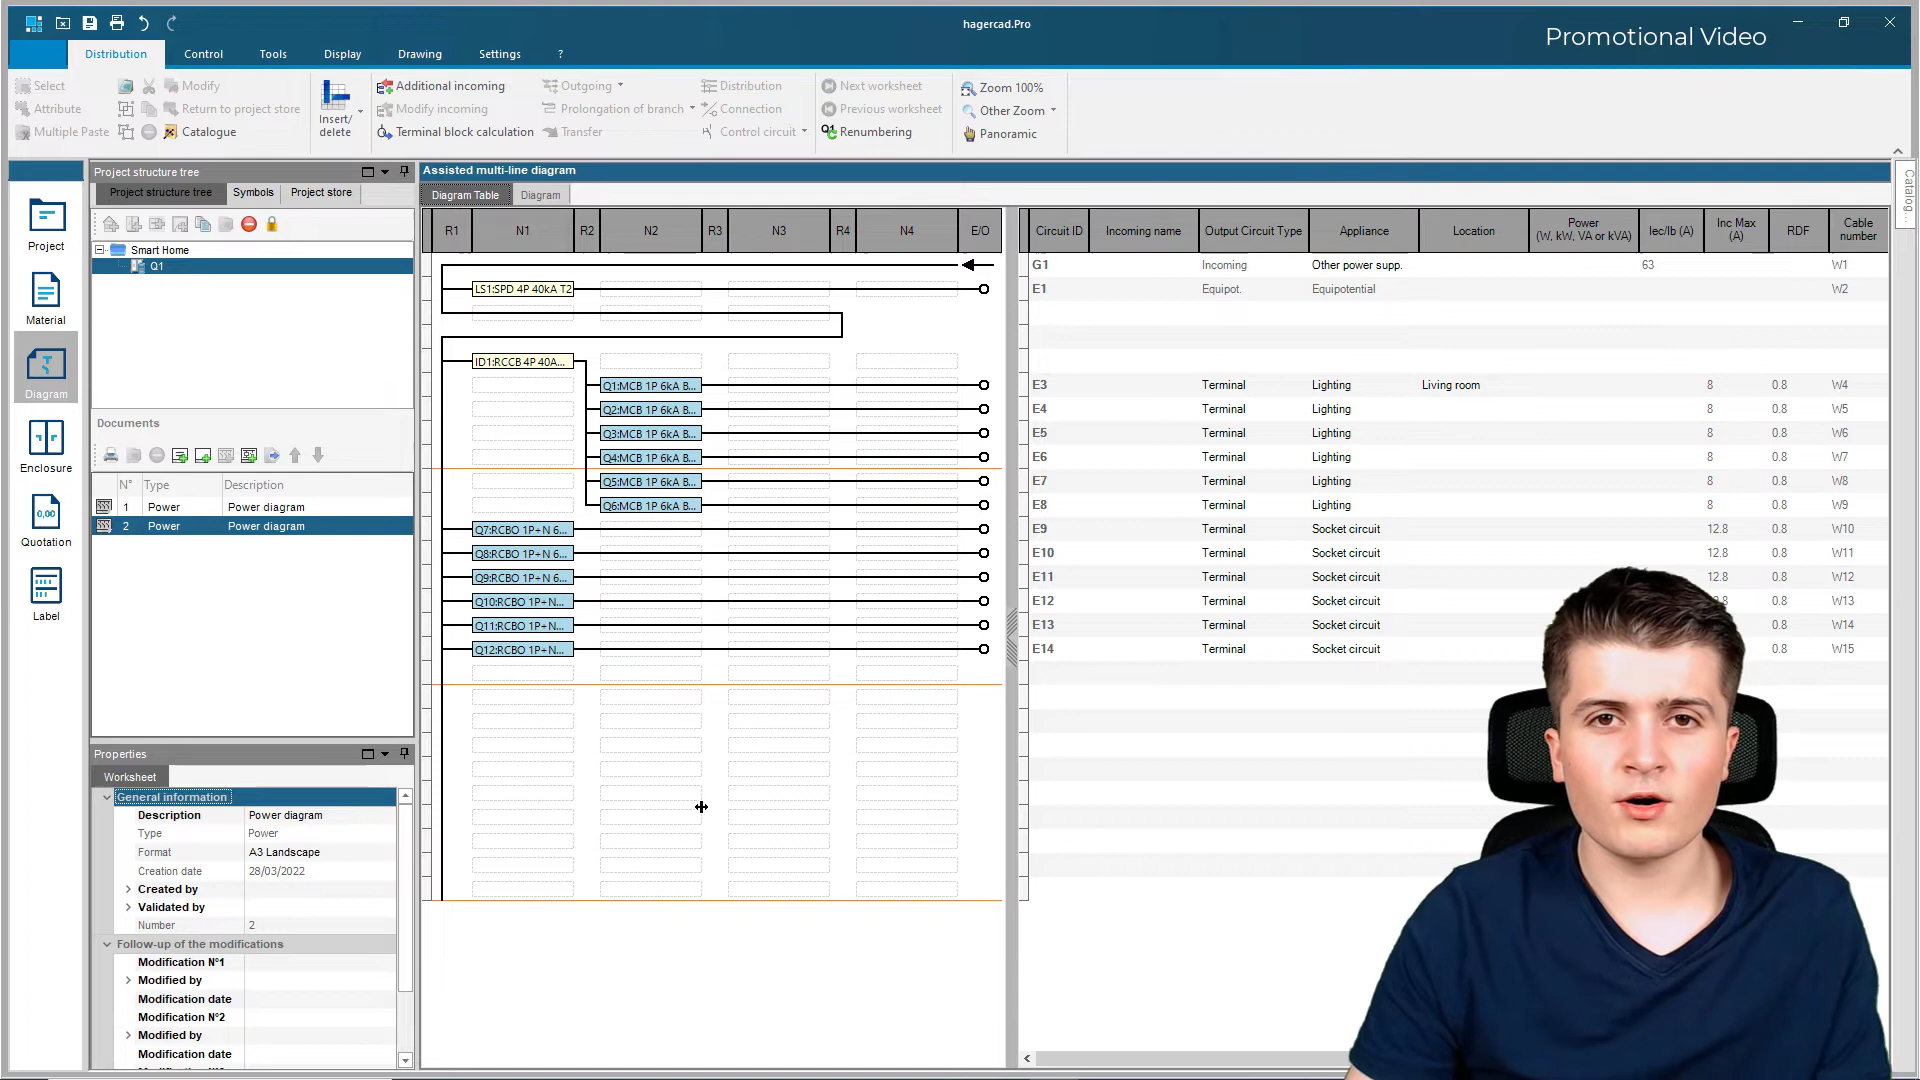 hagercad.Pro
Promotional Video
Distribution Control Tools Display Drawing Settings ?
Select Modify
Attribute Return to project store
Multiple Paste Catalogue
Insert/
delete
Additional incoming Outgoing Distribution
Modify incoming Prolongation of branch Connection
Terminal block calculation Transfer Control circuit
Next worksheet
Previous worksheet
Renumbering
Zoom 100%
Other Zoom
Panoramic
Project
Material
Diagram
Enclosure
0,00
Quotation
Label
Project structure tree
Project structure tree Symbols Project store
Smart Home
Q1
Documents
N° Type Description
1 Power Power diagram
2 Power Power diagram
Properties
Worksheet
General information
Description Power diagram
Type Power
Format A3 Landscape
Creation date 28/03/2022
Created by
Validated by
Number 2
Follow-up of the modifications
Modification N°1
Modified by
Modification date
Modification N°2
Modified by
Modification date
Assisted multi-line diagram
Diagram Table Diagram
R1 N1 R2 N2 R3 N3 R4 N4 E/O
LS1:SPD 4P 40kA T2
ID1:RCCB 4P 40A...
Q1:MCB 1P 6kA B...
Q2:MCB 1P 6kA B...
Q3:MCB 1P 6kA B...
Q4:MCB 1P 6kA B...
Q5:MCB 1P 6kA B...
Q6:MCB 1P 6kA B...
Q7:RCBO 1P+N 6...
Q8:RCBO 1P+N 6...
Q9:RCBO 1P+N 6...
Q10:RCBO 1P+N...
Q11:RCBO 1P+N...
Q12:RCBO 1P+N...
Circuit ID Incoming name Output Circuit Type Appliance Location Power (W, kW, VA or kVA) Iec/Ib (A) Inc Max (A) RDF Cable number
G1 Incoming Other power supp. 63 W1
E1 Equipot. Equipotential W2
E3 Terminal Lighting Living room 8 0.8 W4
E4 Terminal Lighting 8 0.8 W5
E5 Terminal Lighting 8 0.8 W6
E6 Terminal Lighting 8 0.8 W7
E7 Terminal Lighting 8 0.8 W8
E8 Terminal Lighting 8 0.8 W9
E9 Terminal Socket circuit 12.8 0.8 W10
E10 Terminal Socket circuit 12.8 0.8 W11
E11 Terminal Socket circuit 12.8 0.8 W12
E12 Terminal Socket circuit 0.8 W13
E13 Terminal Socket circuit 0.8 W14
E14 Terminal Socket circuit 0.8 W15
Catalog...